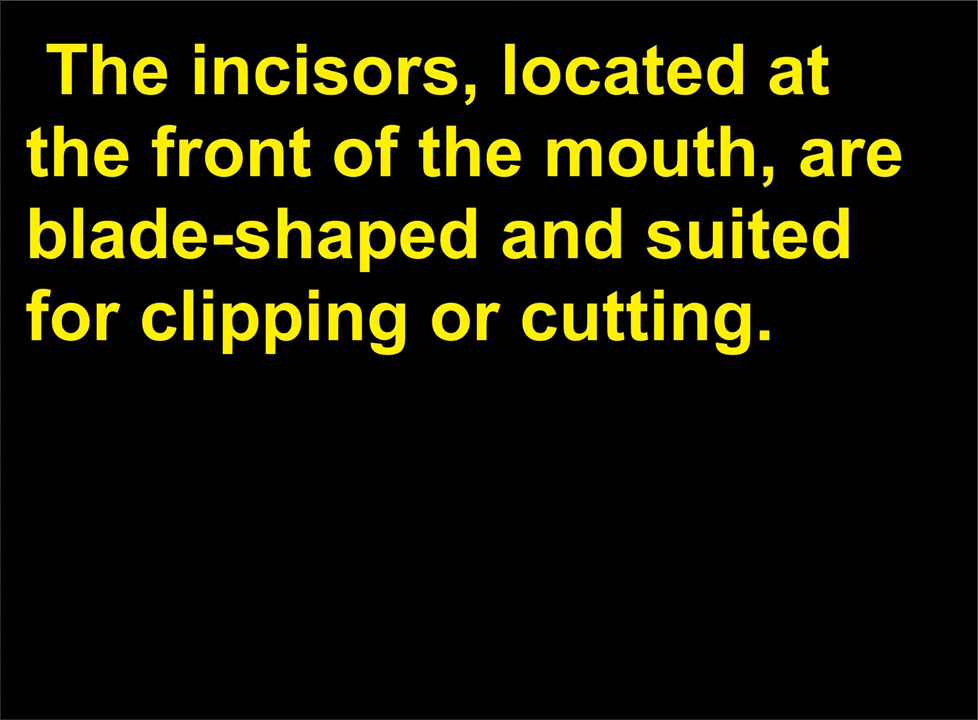 The incisors, located at
the front of the mouth, are
blade-shaped and suited
for clipping or cutting.